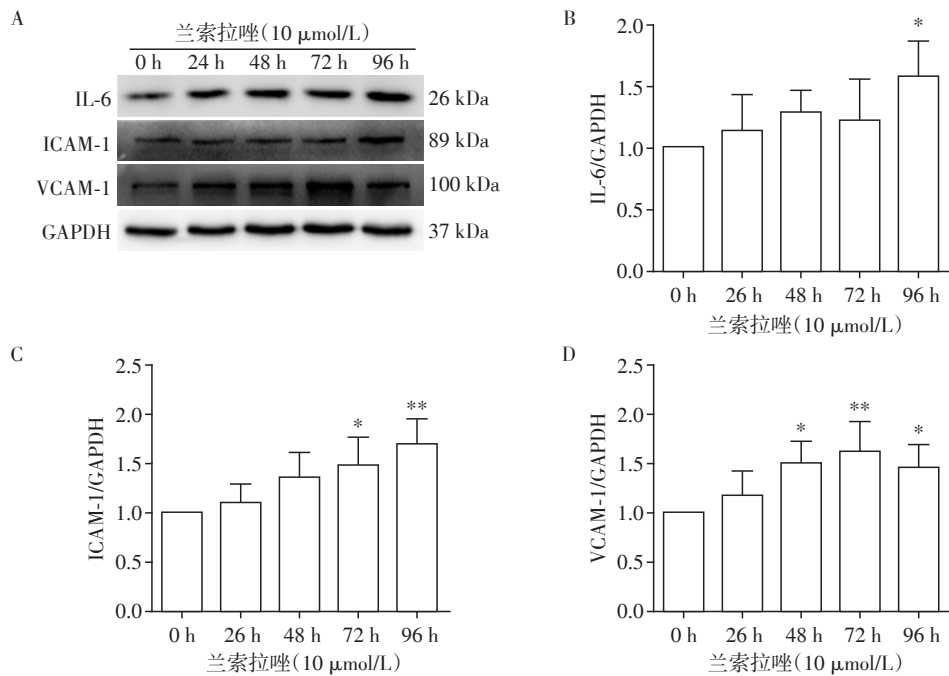 A
兰索拉唑(10 μmol/L)
0 h 24 h 48 h 72 h 96 h
IL-6 26 kDa
ICAM-1 89 kDa
VCAM-1 100 kDa
GAPDH 37 kDa
B
IL-6/GAPDH
2.0
1.5
1.0
0.5
0.0
*
0 h 26 h 48 h 72 h 96 h
兰索拉唑(10 μmol/L)
C
ICAM-1/GAPDH
2.5
2.0
1.5
1.0
0.5
0.0
* **
0 h 26 h 48 h 72 h 96 h
兰索拉唑(10 μmol/L)
D
VCAM-1/GAPDH
2.5
2.0
1.5
1.0
0.5
0.0
* ** *
0 h 26 h 48 h 72 h 96 h
兰索拉唑(10 μmol/L)